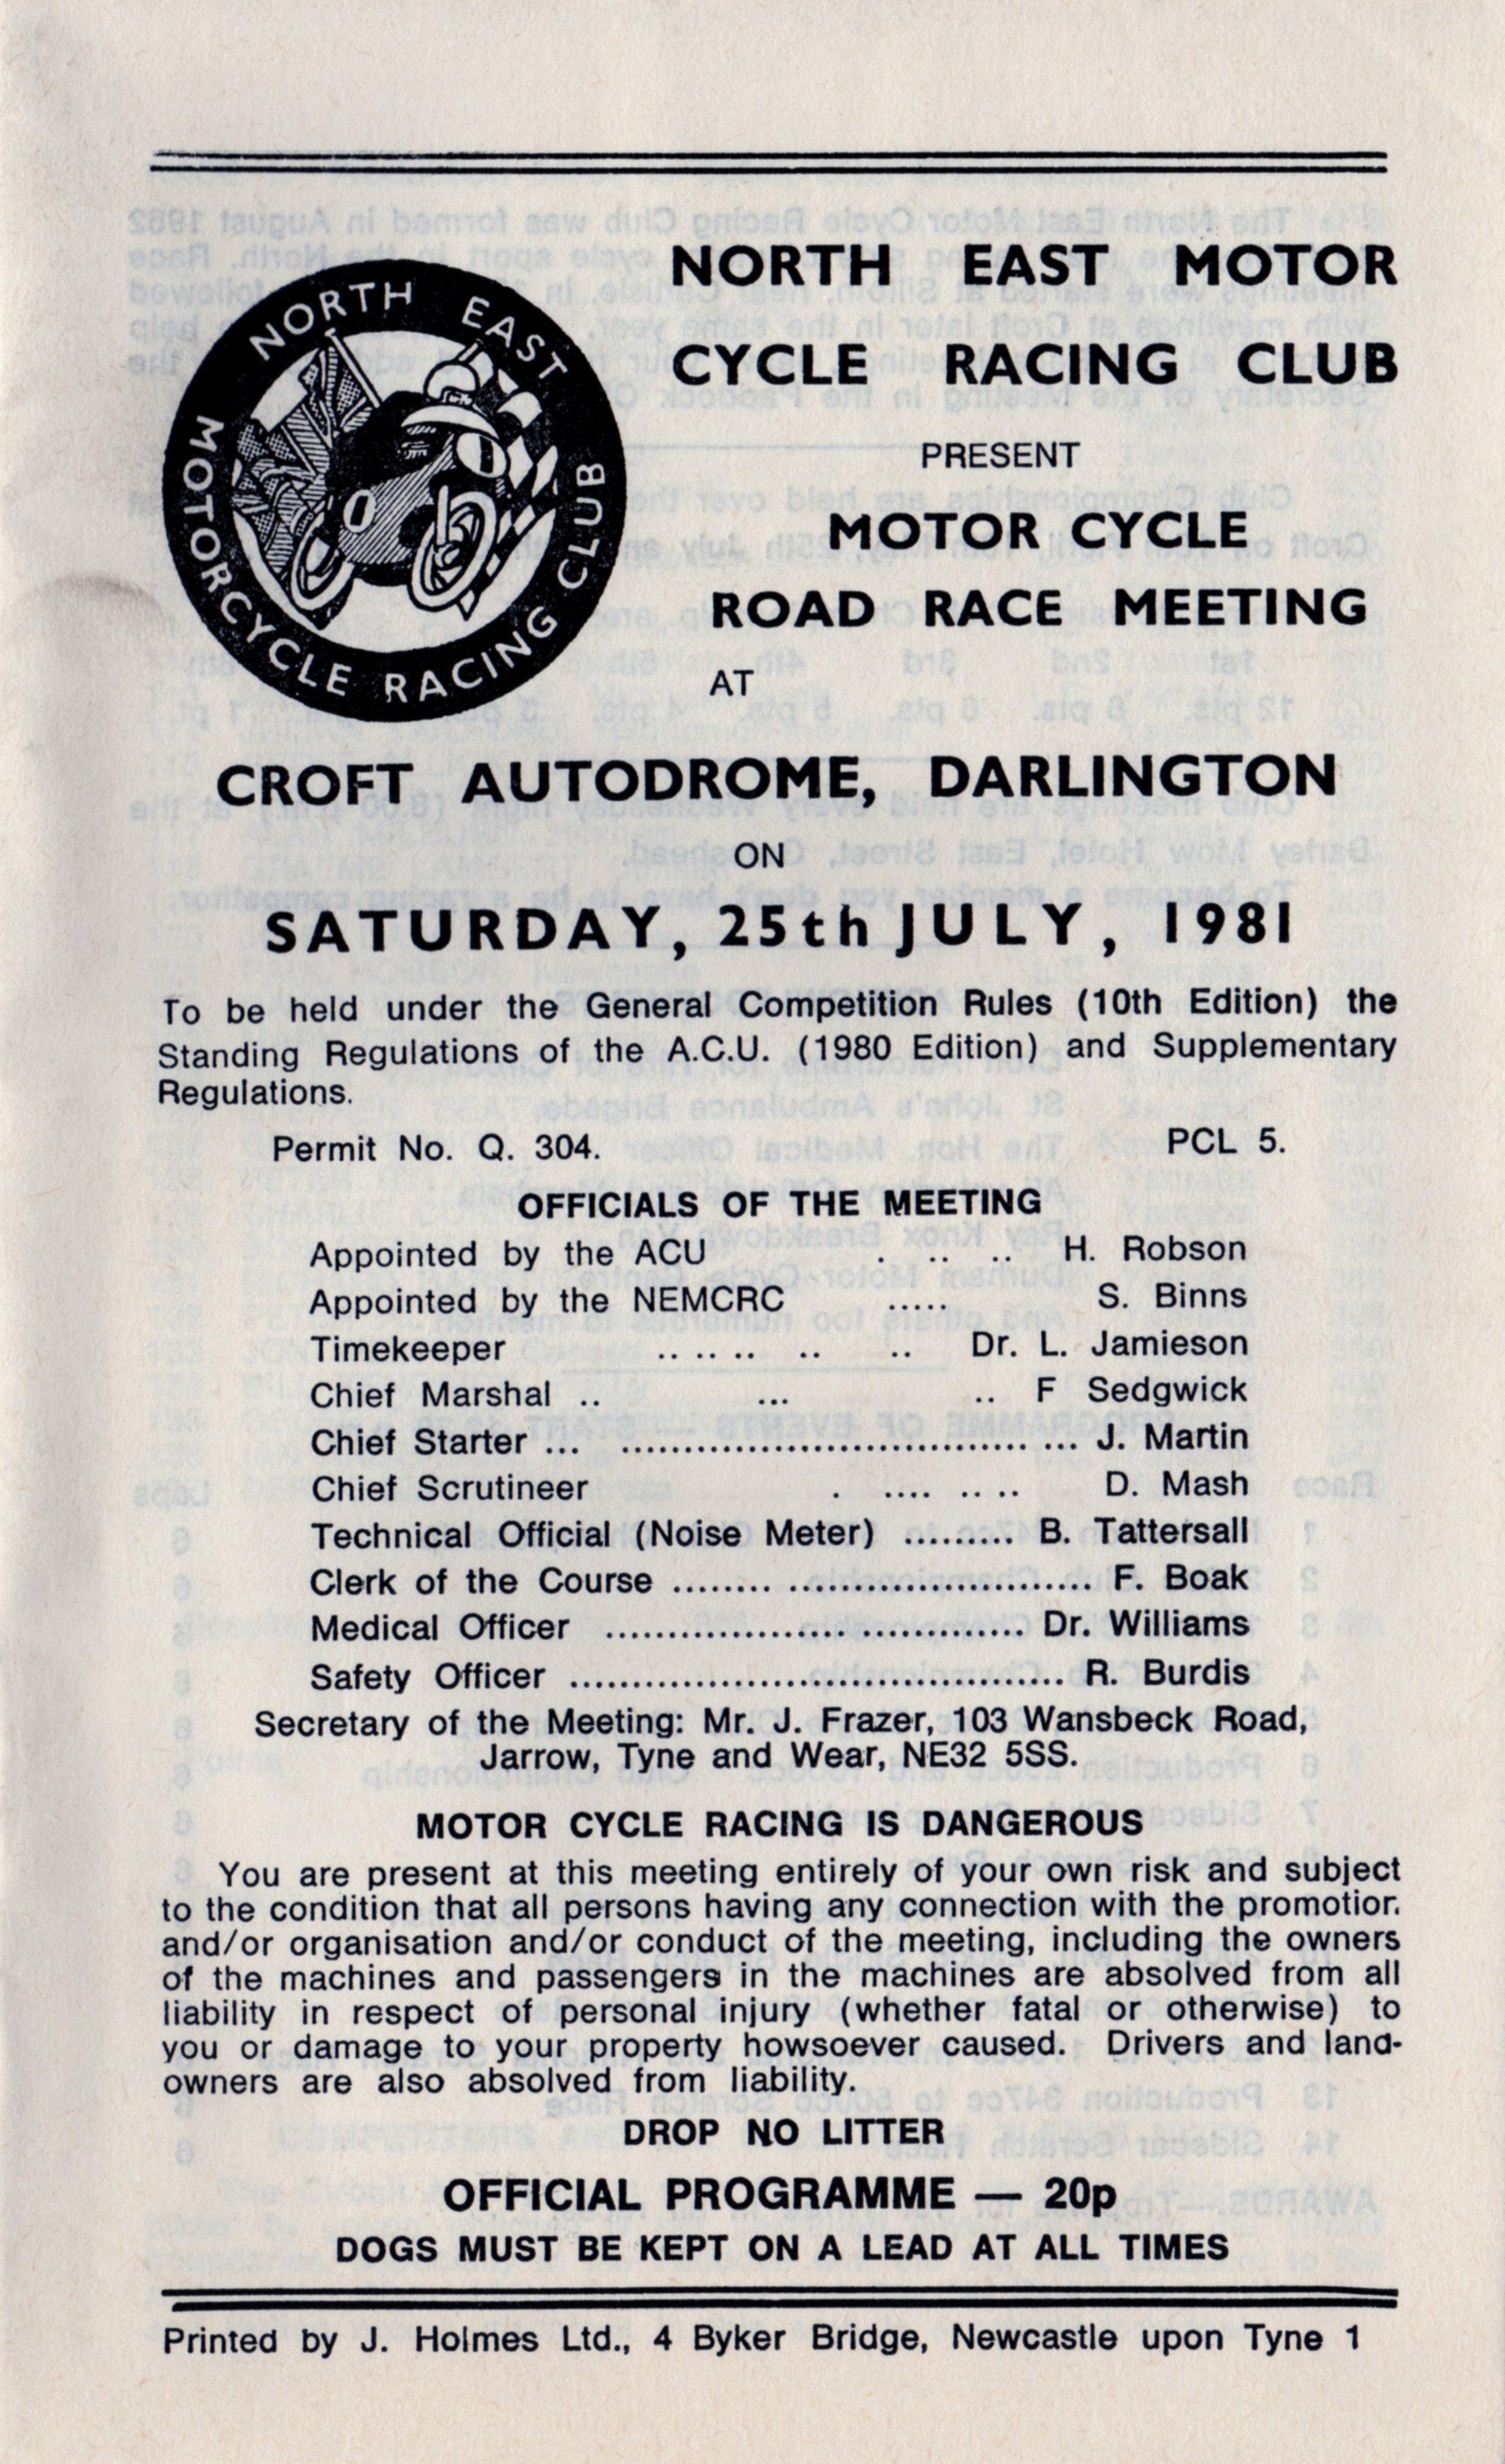 NORTH EAST MOTOR
CYCLE RACING CLUB
NORTH EAST
MOTORCYCLE RACING CLUB
PRESENT
MOTOR CYCLE
ROAD RACE MEETING
AT
CROFT AUTODROME, DARLINGTON
ON
SATURDAY, 25th JULY, 1981
To be held under the General Competition Rules (10th Edition) the
Standing Regulations of the A.C.U. (1980 Edition) and Supplementary
Regulations.
Permit No. Q. 304. PCL 5.
OFFICIALS OF THE MEETING
Appointed by the ACU . .. .. H. Robson
Appointed by the NEMCRC ..... S. Binns
Timekeeper .. .. .. .. .. Dr. L. Jamieson
Chief Marshal .. ... .. F Sedgwick
Chief Starter ... ................................. ... J. Martin
Chief Scrutineer . .... .. .. D. Mash
Technical Official (Noise Meter) ......... B. Tattersall
Clerk of the Course ........ ......................... F. Boak
Medical Officer .................... ............. Dr. Williams
Safety Officer ........................................ R. Burdis
Secretary of the Meeting: Mr. J. Frazer, 103 Wansbeck Road,
Jarrow, Tyne and Wear, NE32 5SS.
MOTOR CYCLE RACING IS DANGEROUS
You are present at this meeting entirely of your own risk and subject
to the condition that all persons having any connection with the promotion
and/or organisation and/or conduct of the meeting, including the owners
of the machines and passengers in the machines are absolved from all
liability in respect of personal injury (whether fatal or otherwise) to
you or damage to your property howsoever caused. Drivers and land-
owners are also absolved from liability.
DROP NO LITTER
OFFICIAL PROGRAMME — 20p
DOGS MUST BE KEPT ON A LEAD AT ALL TIMES
Printed by J. Holmes Ltd., 4 Byker Bridge, Newcastle upon Tyne 1